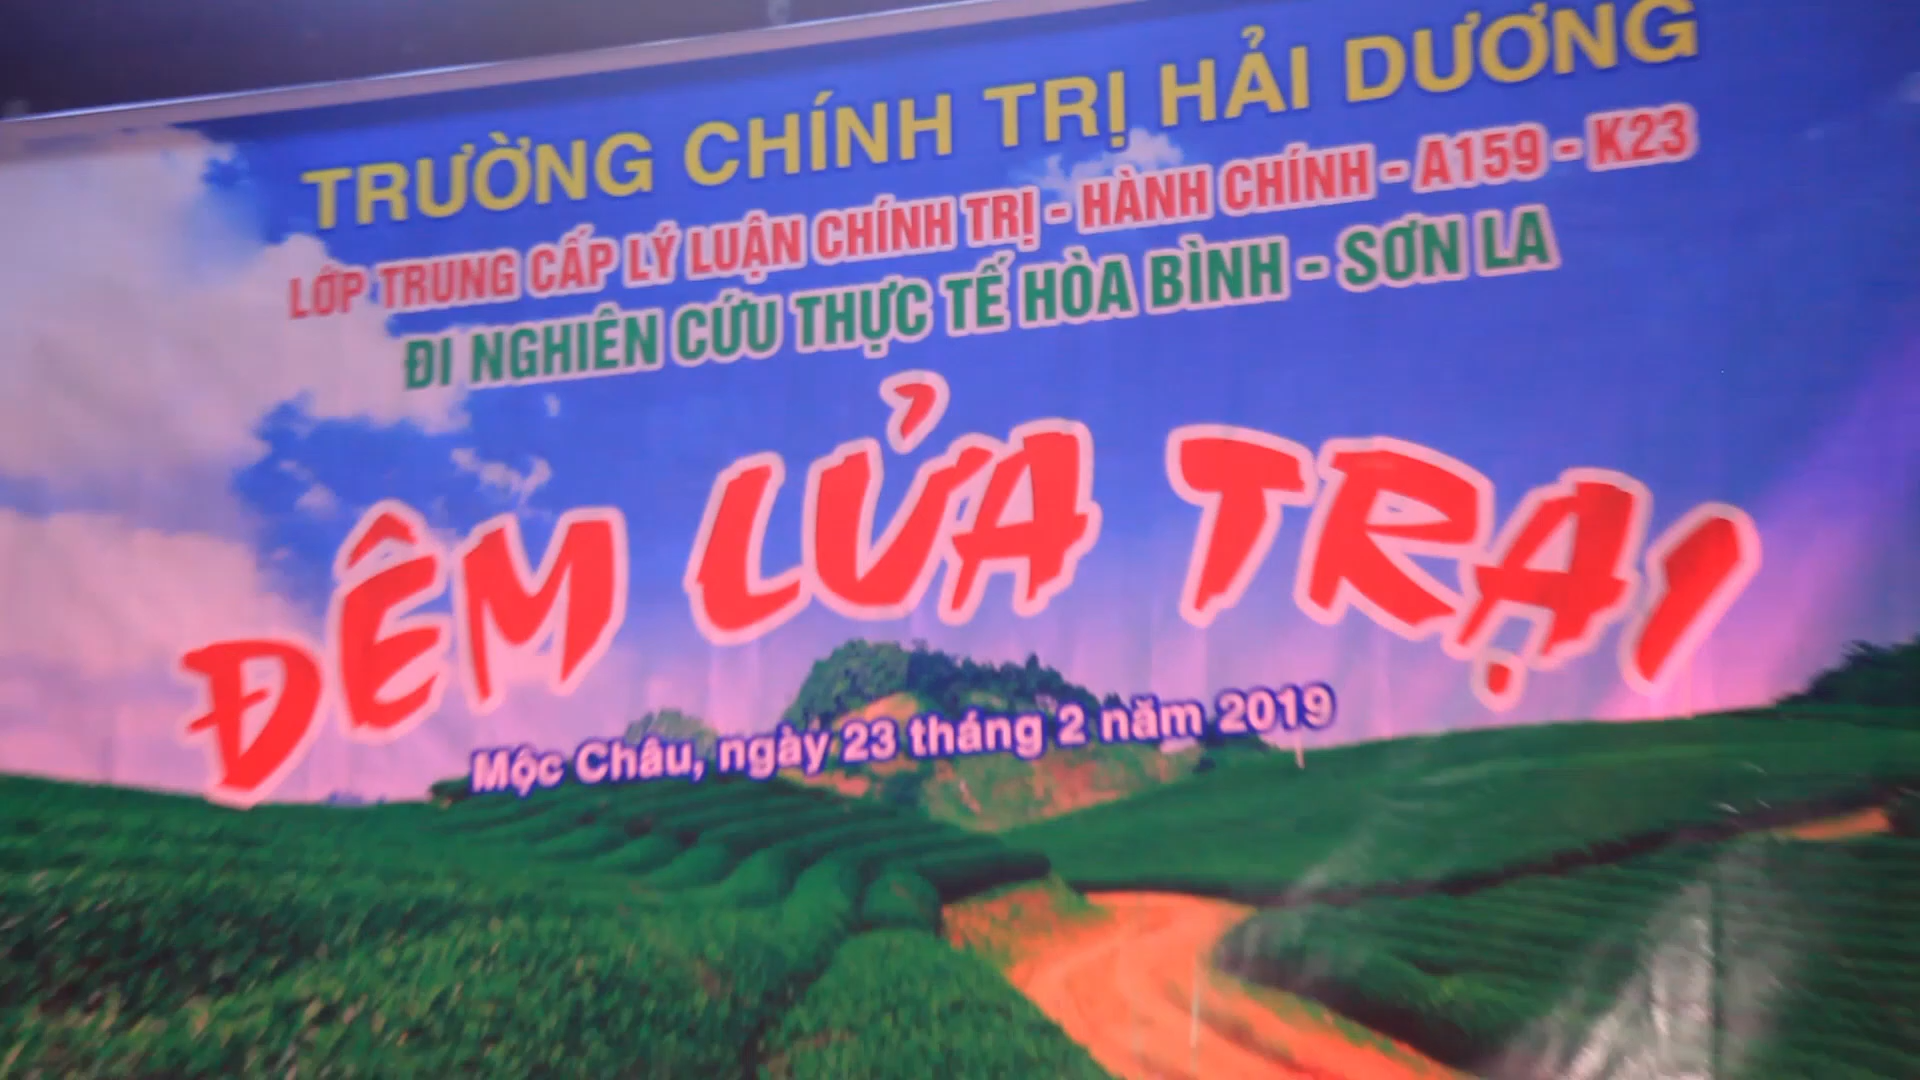 TRƯỜNG CHÍNH TRỊ HẢI DƯƠNG
LỚP TRUNG CẤP LÝ LUẬN CHÍNH TRỊ - HÀNH CHÍNH - A159 - K23
ĐI NGHIÊN CỨU THỰC TẾ HÒA BÌNH - SƠN LA
ĐÊM LỬA TRẠI
Mộc Châu, ngày 23 tháng 2 năm 2019